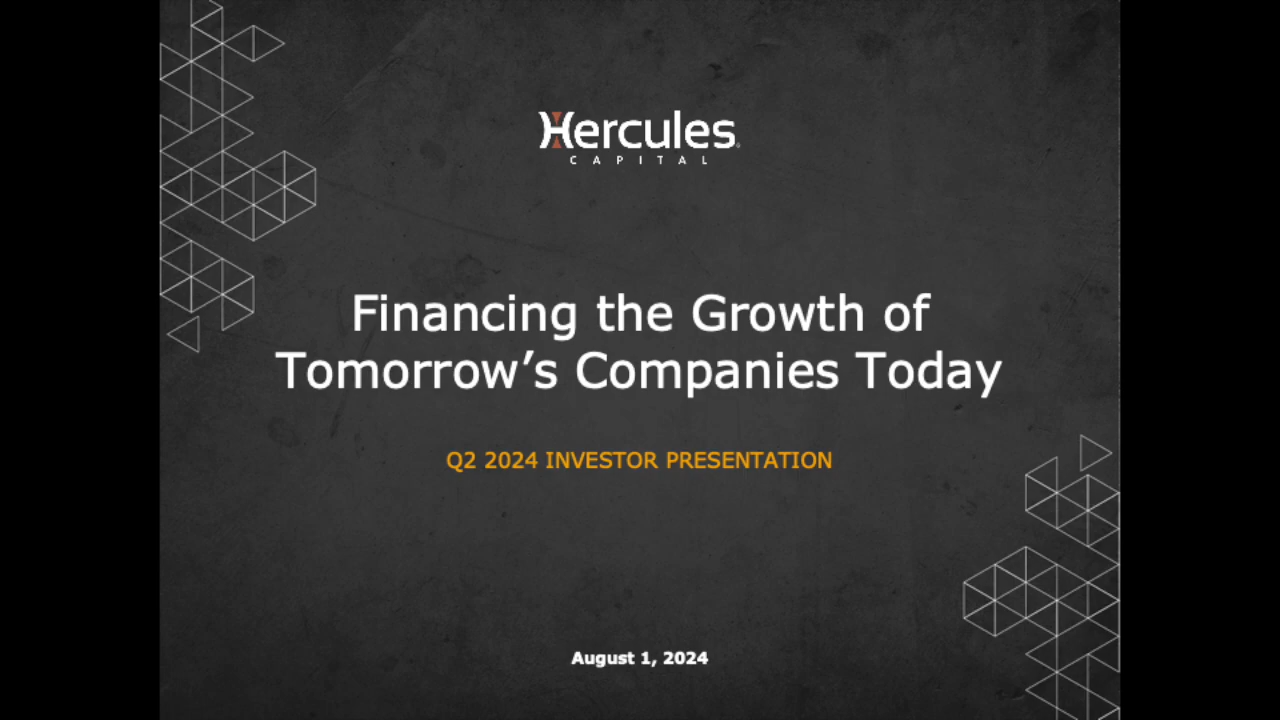 Hercules
CAPITAL
Financing the Growth of
Tomorrow’s Companies Today
Q2 2024 INVESTOR PRESENTATION
August 1, 2024